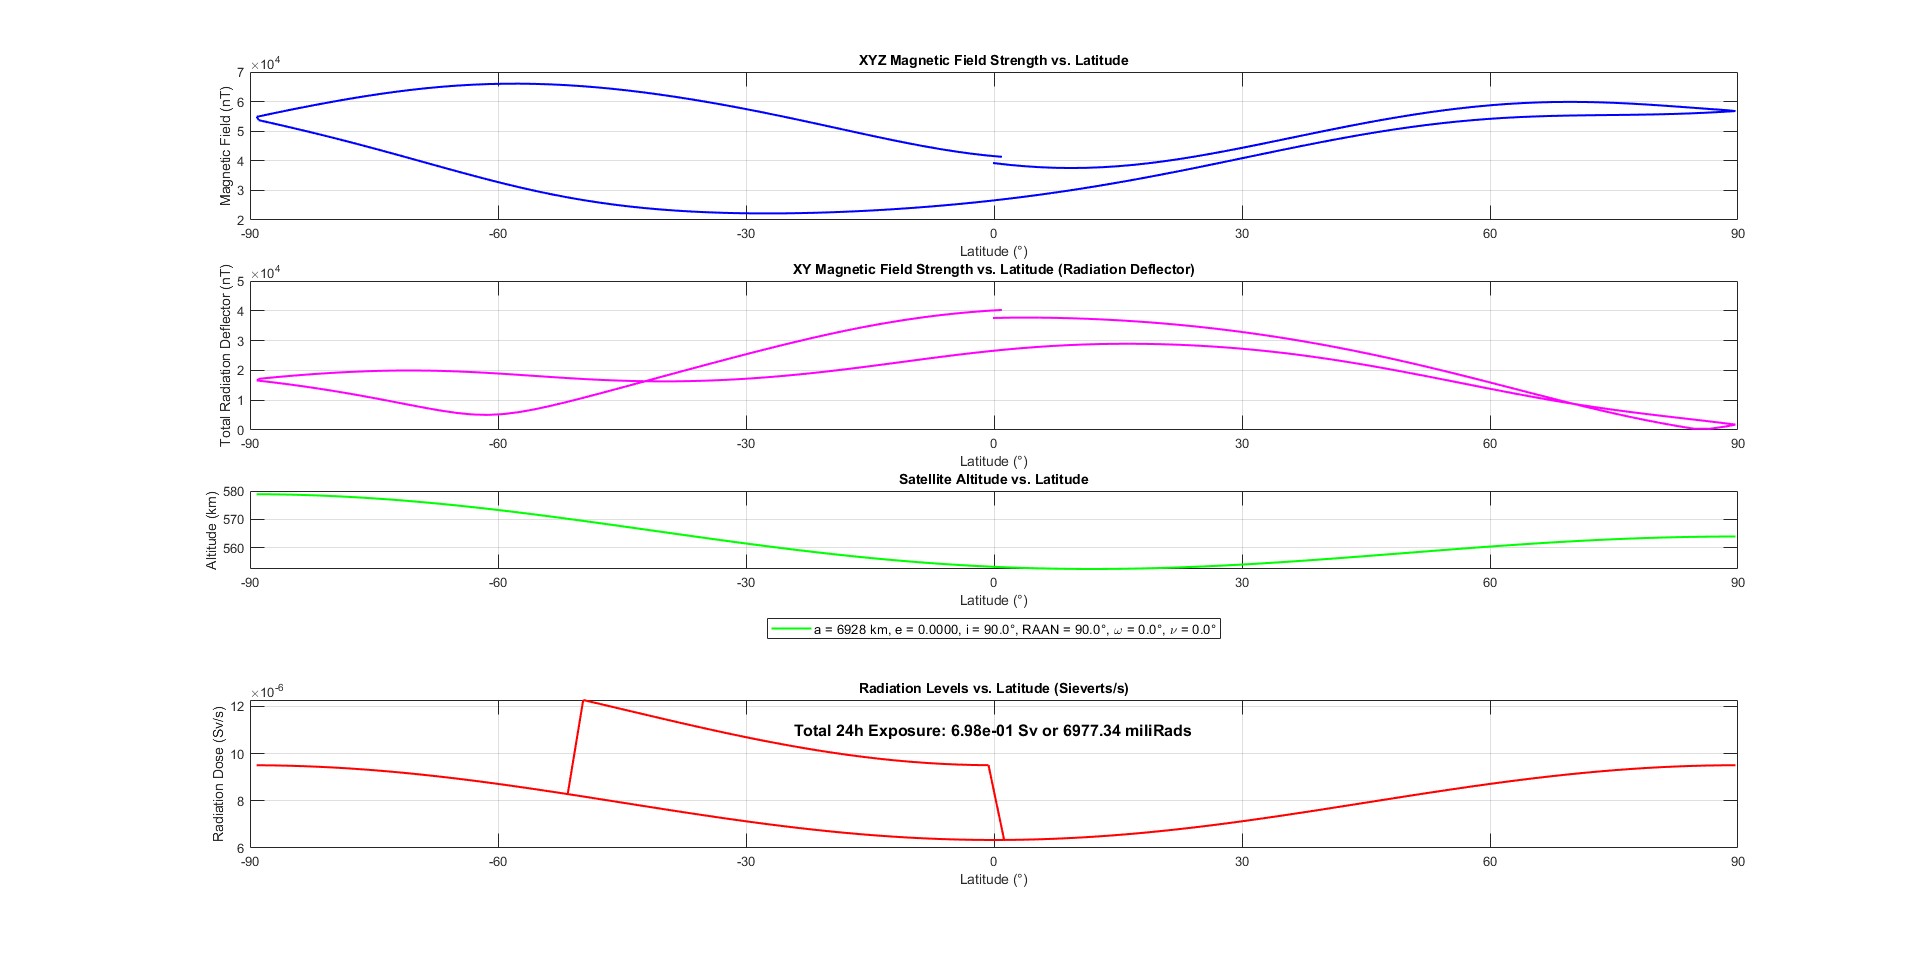 XYZ Magnetic Field Strength vs. Latitude
×10⁴
Magnetic Field (nT)
7
6
5
4
3
2
-90 -60 -30 0 30 60 90
Latitude (°)
XY Magnetic Field Strength vs. Latitude (Radiation Deflector)
×10⁴
Total Radiation Deflector (nT)
5
4
3
2
1
0
-90 -60 -30 0 30 60 90
Latitude (°)
Satellite Altitude vs. Latitude
Altitude (km)
580
570
560
-90 -60 -30 0 30 60 90
Latitude (°)
a = 6928 km, e = 0.0000, i = 90.0°, RAAN = 90.0°, ω = 0.0°, ν = 0.0°
Radiation Levels vs. Latitude (Sieverts/s)
×10⁻⁶
Radiation Dose (Sv/s)
12
10
8
6
Total 24h Exposure: 6.98e-01 Sv or 6977.34 miliRads
-90 -60 -30 0 30 60 90
Latitude (°)